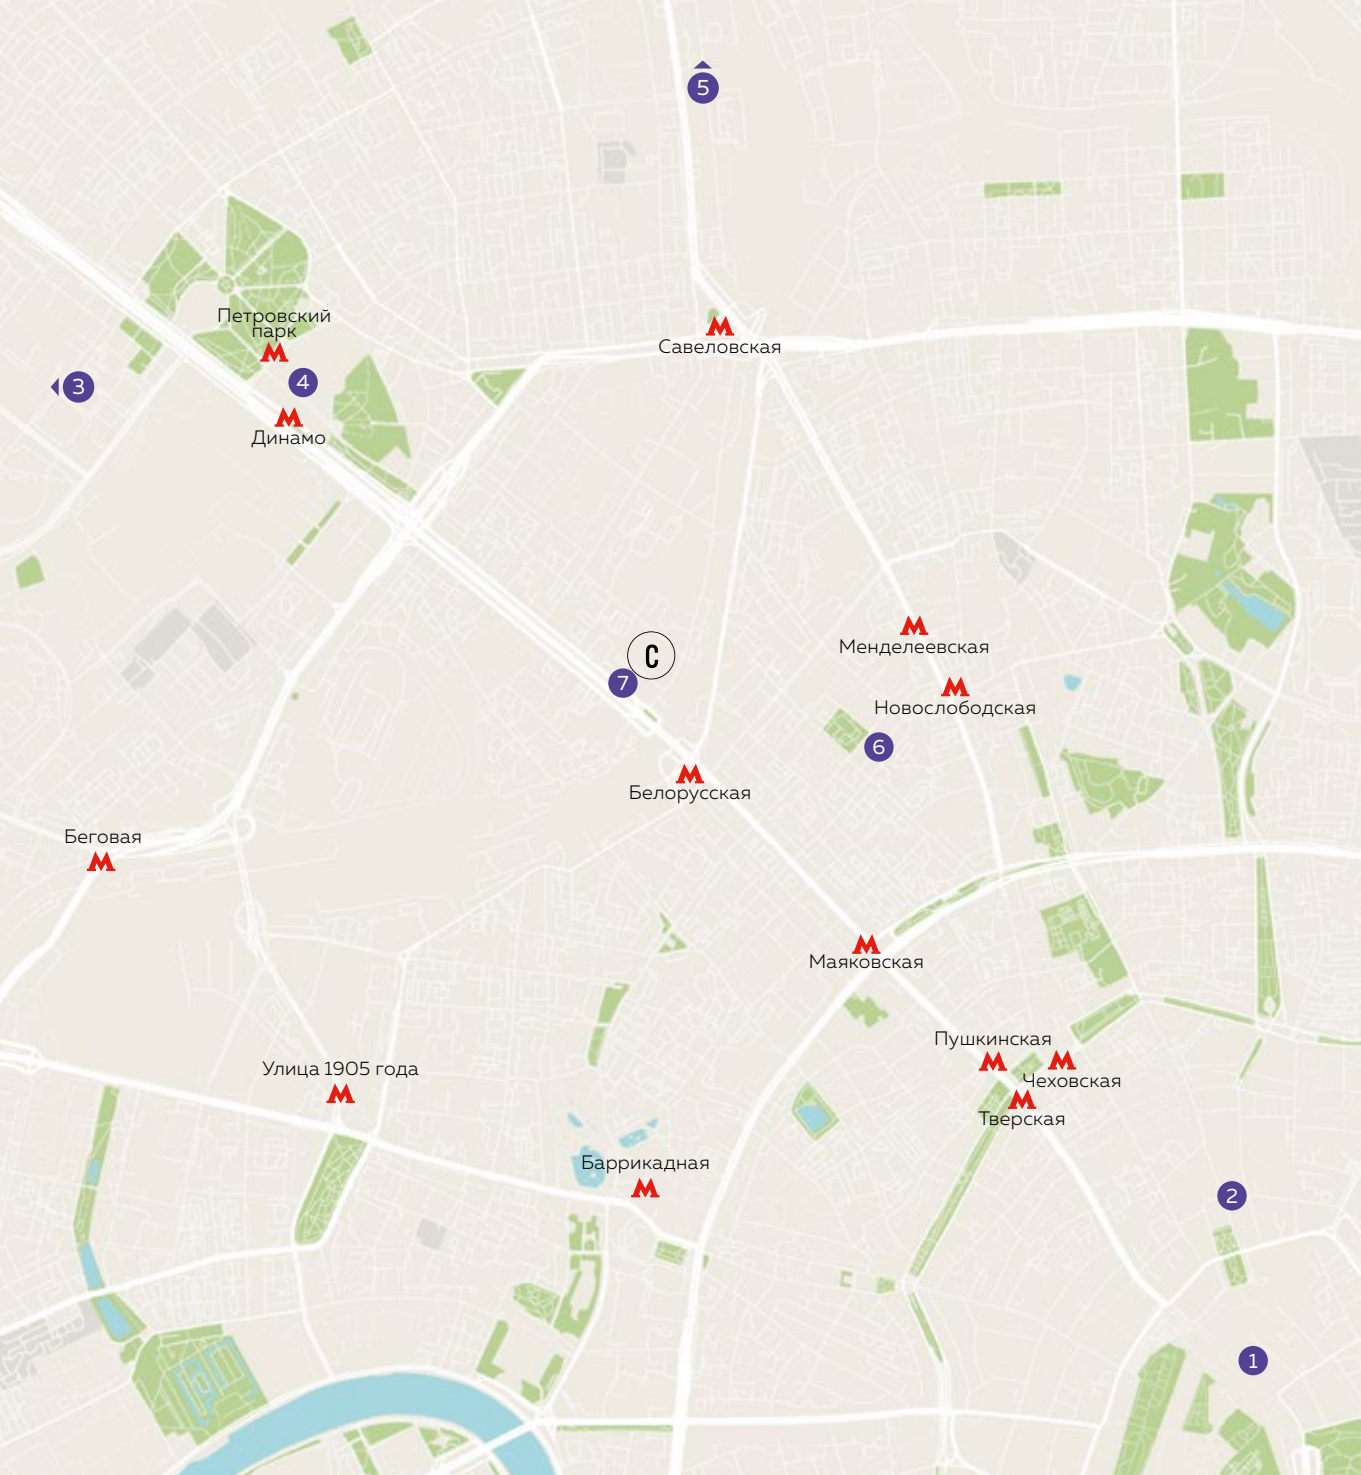 5
Петровский
парк
М
Савеловская
М
3
4
М
Динамо
М
Менделеевская
С
7
М
Новослободская
6
М
Белорусская
Беговая
М
М
Маяковская
Пушкинская
М
М
Чеховская
Улица 1905 года
М
М
Тверская
Баррикадная
М
2
1